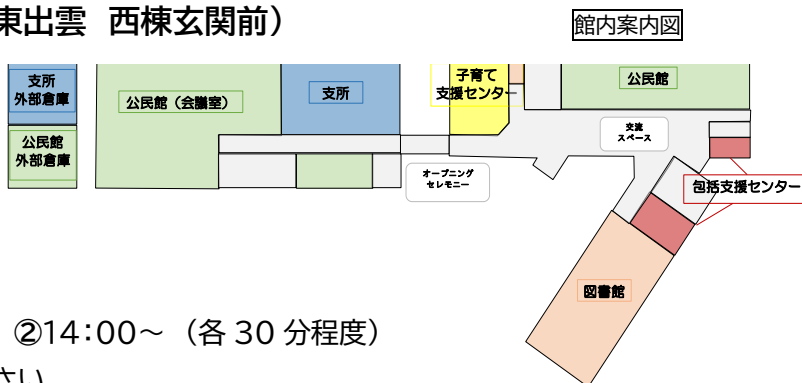 東出雲 西棟玄関前）
館内案内図
支所
外部倉庫
公民館（会議室）
支所
子育て
支援センター
公民館
公民館
外部倉庫
交流
スペース
オープニング
セレモニー
包括支援センター
図書館
②14:00～（各 30 分程度）
さい